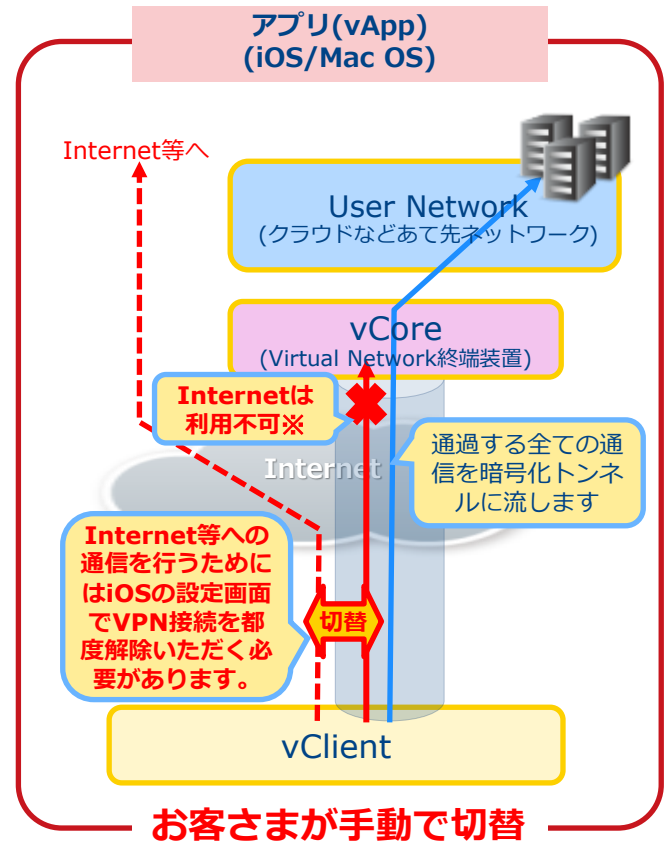 アプリ(vApp)
(iOS/Mac OS)
Internet等へ
User Network
(クラウドなどあて先ネットワーク)
vCore
(Virtual Network終端装置)
Internetは
利用不可※
通過する全ての通
信を暗号化トンネ
ルに流します
Internet
Internet等への
通信を行うために
はiOSの設定画面
でVPN接続を都
度解除いただく必
要があります。
切替
vClient
お客さまが手動で切替